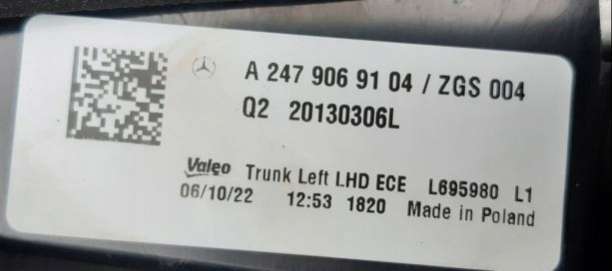 A 247 906 91 04 / ZGS 004
Q2 20130306L
Valeo Trunk Left LHD ECE L695980 L1
06/10/22 12:53 1820 Made in Poland